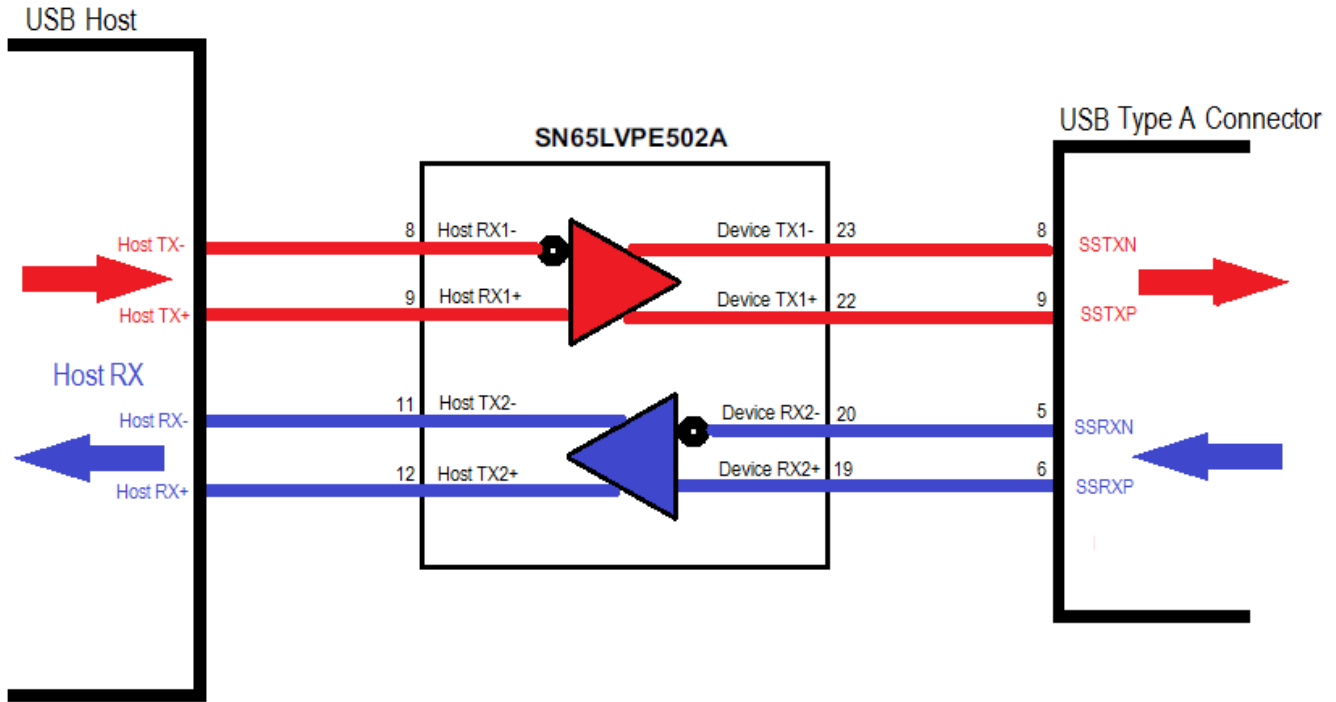 USB Host
SN65LVPE502A
USB Type A Connector
Host TX-
8
Host RX1-
Device TX1-
23
8
SSTXN
Host TX+
9
Host RX1+
Device TX1+
22
9
SSTXP
Host RX
Host RX-
11
Host TX2-
Device RX2-
20
5
SSRXN
Host RX+
12
Host TX2+
Device RX2+
19
6
SSRXP